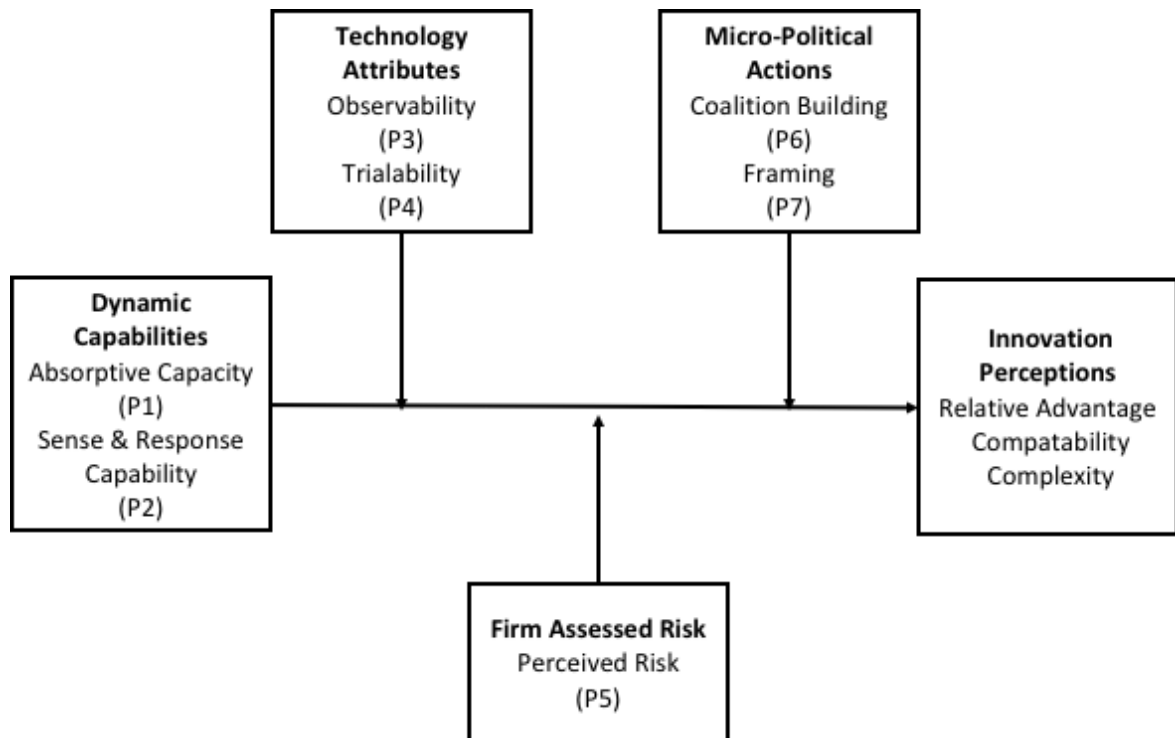 Technology
Attributes
Observability
(P3)
Trialability
(P4)
Micro-Political
Actions
Coalition Building
(P6)
Framing
(P7)
Dynamic
Capabilities
Absorptive Capacity
(P1)
Sense & Response
Capability
(P2)
Innovation
Perceptions
Relative Advantage
Compatability
Complexity
Firm Assessed Risk
Perceived Risk
(P5)